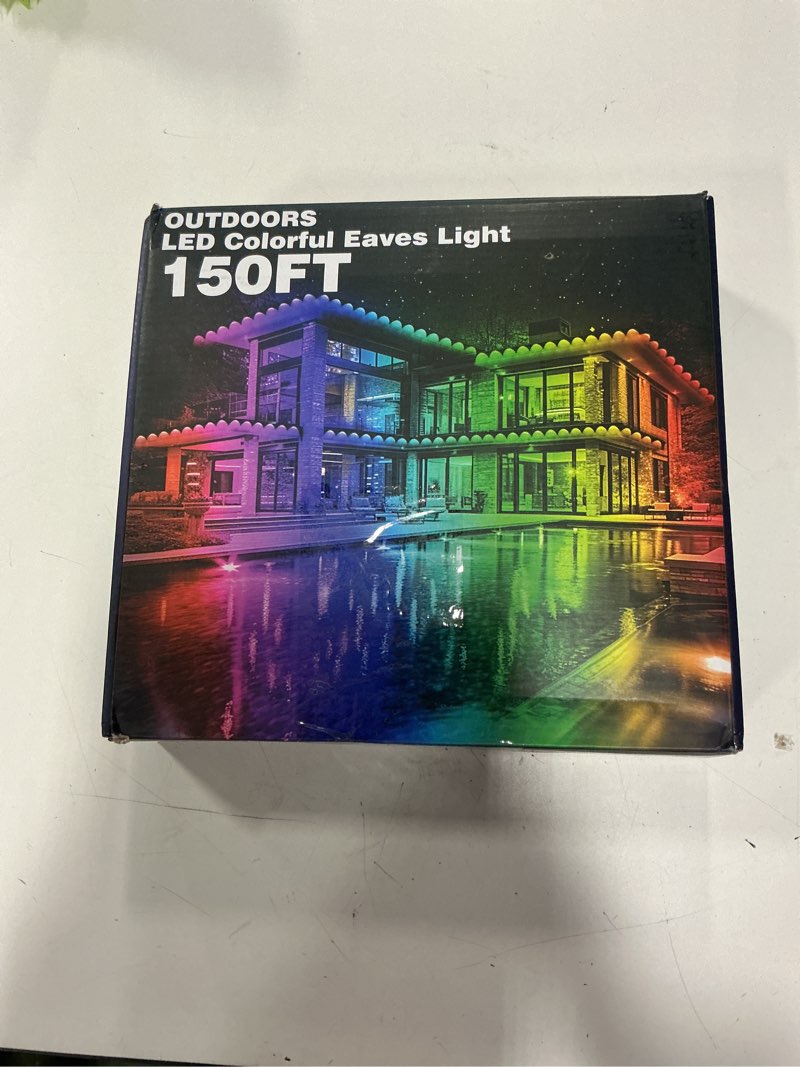 OUTDOORS
LED Colorful Eaves Light
150FT